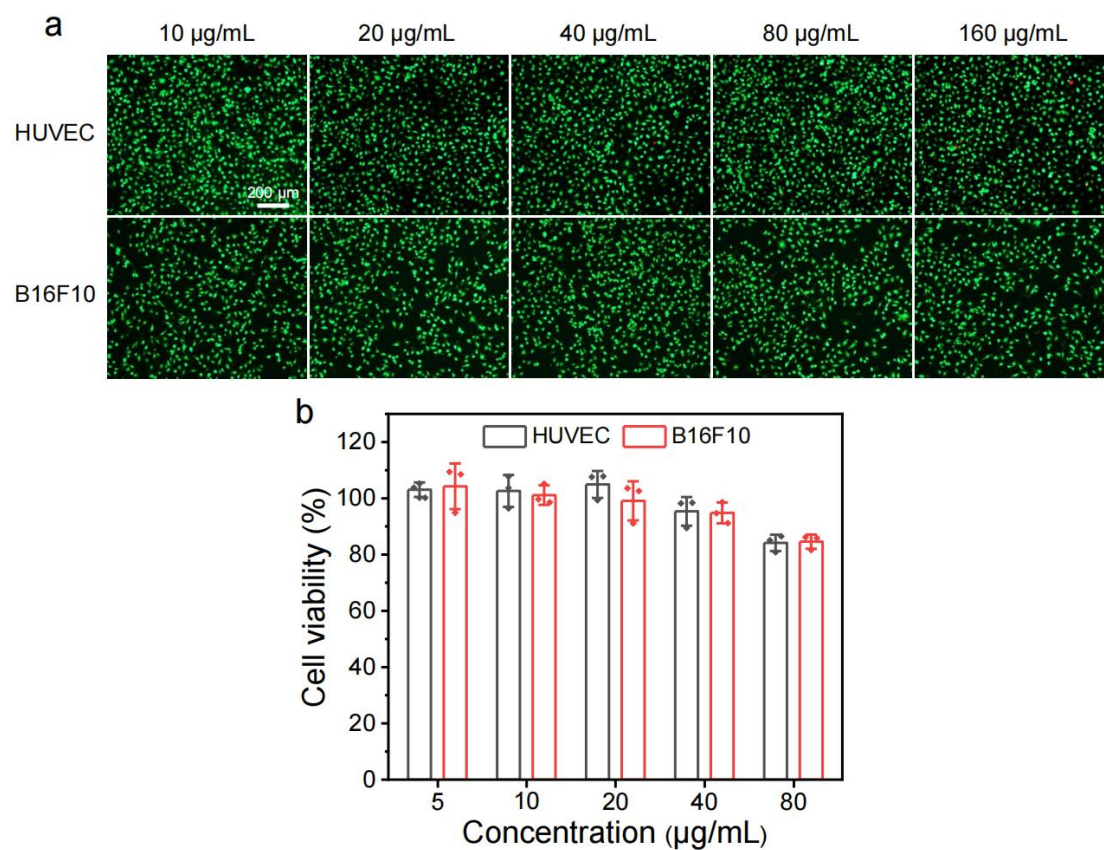 a
10 µg/mL 20 µg/mL 40 µg/mL 80 µg/mL 160 µg/mL
HUVEC
200 µm
B16F10
b
HUVEC B16F10
120
100
80
60
40
20
0
Cell viability (%)
5 10 20 40 80
Concentration (µg/mL)